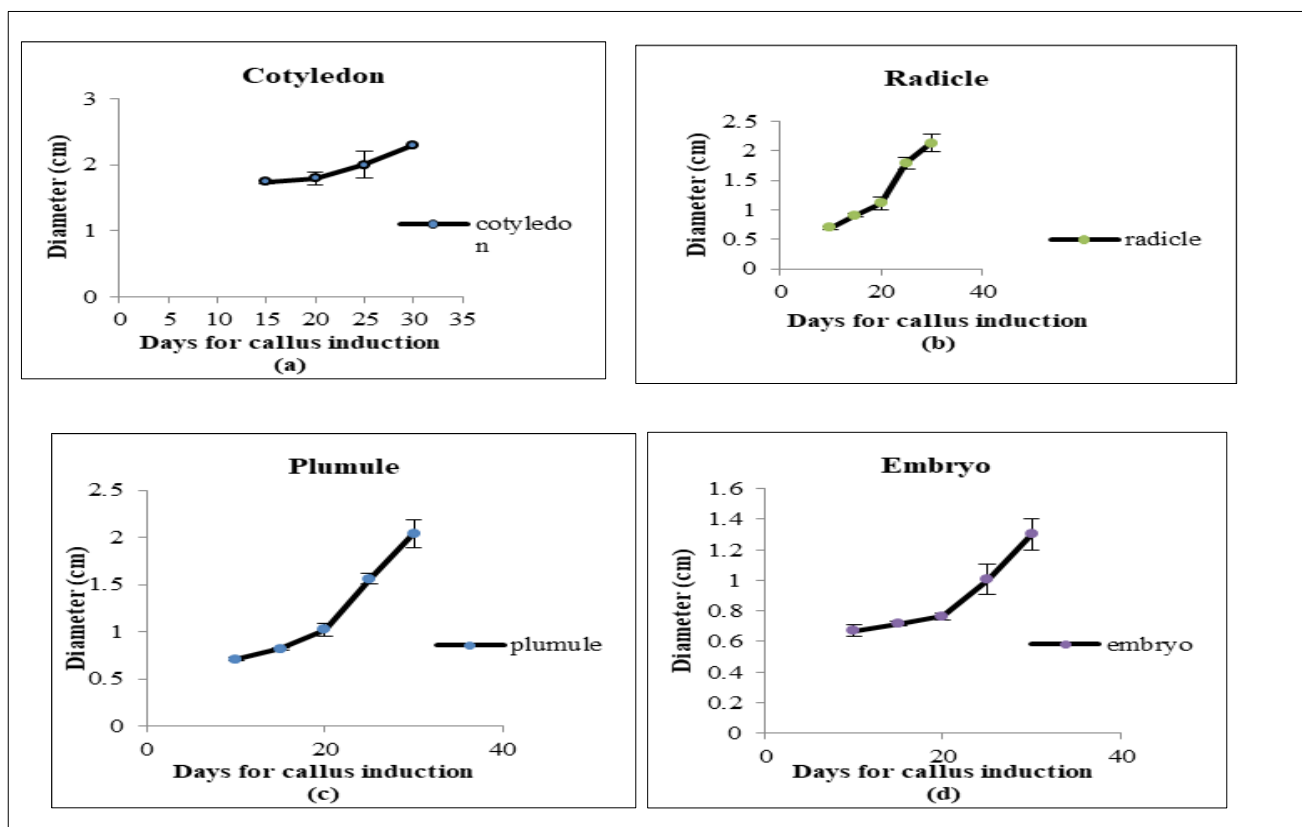 Cotyledon
3
2
1
0
Diameter (cm)
cotyledo
n
0 5 10 15 20 25 30 35
Days for callus induction
(a)
Radicle
2.5
2
1.5
1
0.5
0
Diameter (cm)
radicle
0 20 40
Days for callus induction
(b)
Plumule
2.5
2
1.5
1
0.5
0
Diameter (cm)
plumule
0 20 40
Days for callus induction
(c)
Embryo
1.6
1.4
1.2
1
0.8
0.6
0.4
0.2
0
Diameter (cm)
embryo
0 20 40
Days for callus induction
(d)